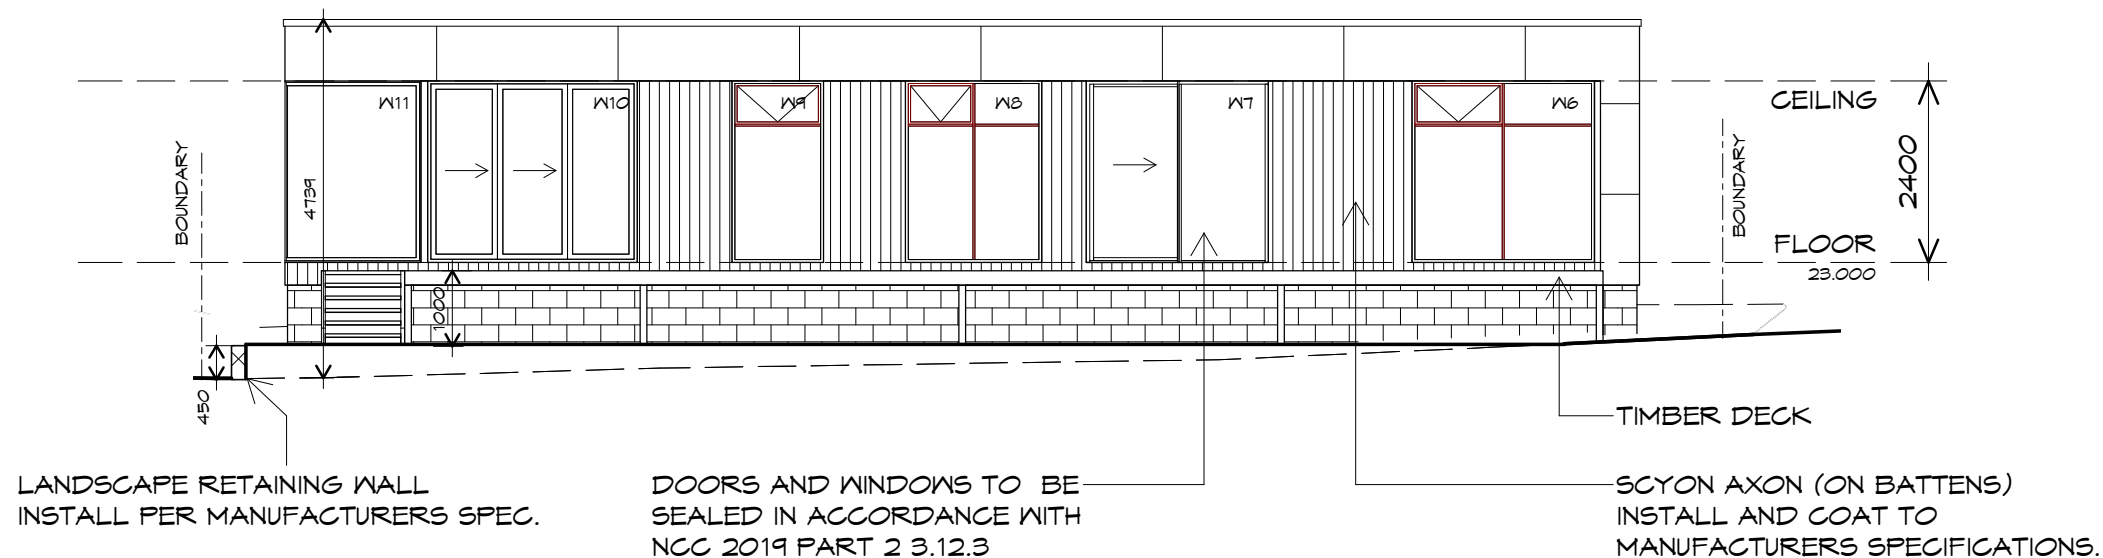 W11
W10
W9
W8
W7
W6
CEILING
BOUNDARY
4739
2400
BOUNDARY
FLOOR
23.000
1000
450
TIMBER DECK
LANDSCAPE RETAINING WALL
INSTALL PER MANUFACTURERS SPEC.
DOORS AND WINDOWS TO BE
SEALED IN ACCORDANCE WITH
NCC 2019 PART 2 3.12.3
SCYON AXON (ON BATTENS)
INSTALL AND COAT TO
MANUFACTURERS SPECIFICATIONS.